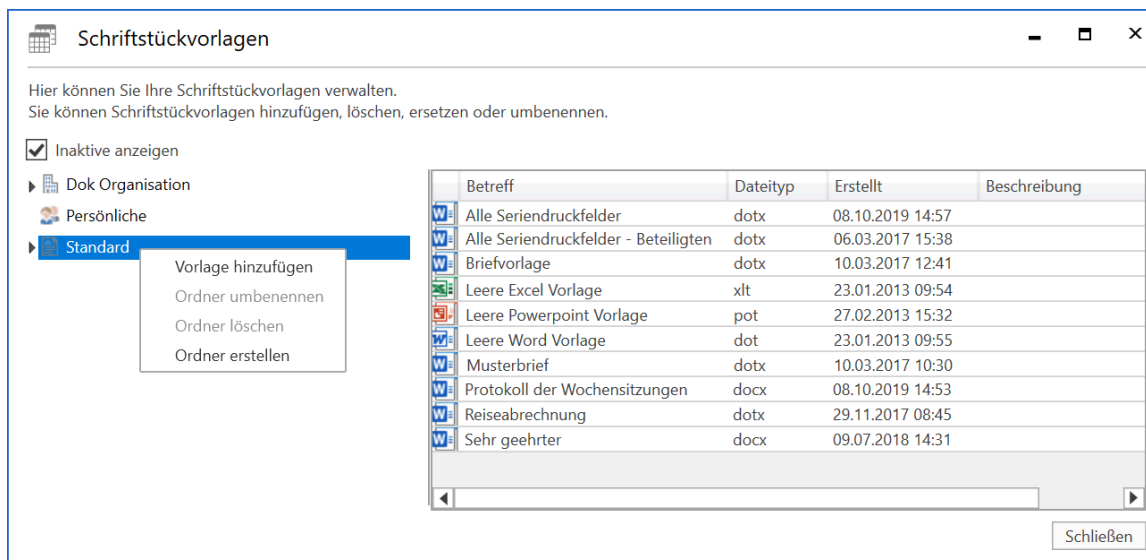 Schriftstückvorlagen
Hier können Sie Ihre Schriftstückvorlagen verwalten.
Sie können Schriftstückvorlagen hinzufügen, löschen, ersetzen oder umbenennen.
Inaktive anzeigen
Dok Organisation
Persönliche
Standard
Vorlage hinzufügen
Ordner umbenennen
Ordner löschen
Ordner erstellen
Betreff Dateityp Erstellt Beschreibung
Alle Seriendruckfelder dotx 08.10.2019 14:57
Alle Seriendruckfelder - Beteiligten dotx 06.03.2017 15:38
Briefvorlage dotx 10.03.2017 12:41
Leere Excel Vorlage xlt 23.01.2013 09:54
Leere Powerpoint Vorlage pot 27.02.2013 15:32
Leere Word Vorlage dot 23.01.2013 09:55
Musterbrief dotx 10.03.2017 10:30
Protokoll der Wochensitzungen docx 08.10.2019 14:53
Reiseabrechnung dotx 29.11.2017 08:45
Sehr geehrter docx 09.07.2018 14:31
Schließen